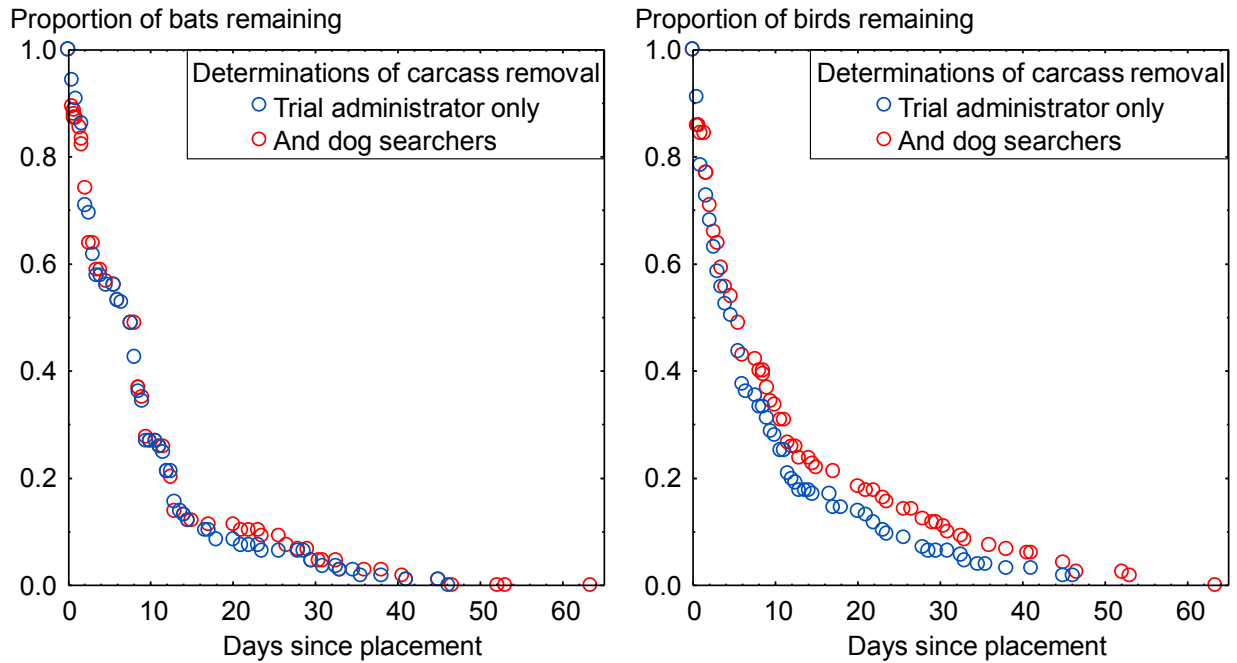 Proportion of bats remaining
1.0
0.8
0.6
0.4
0.2
0.0
Determinations of carcass removal
Trial administrator only
And dog searchers
0 10 20 30 40 50 60
Days since placement
Proportion of birds remaining
1.0
0.8
0.6
0.4
0.2
0.0
Determinations of carcass removal
Trial administrator only
And dog searchers
0 10 20 30 40 50 60
Days since placement